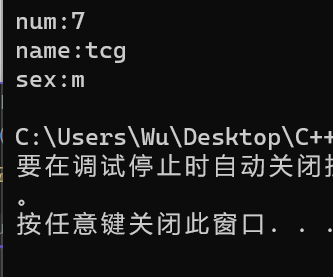 num:7
name:tcg
sex:m
C:\Users\Wu\Desktop\C++
要在调试停止时自动关闭
。
按任意键关闭此窗口. . .